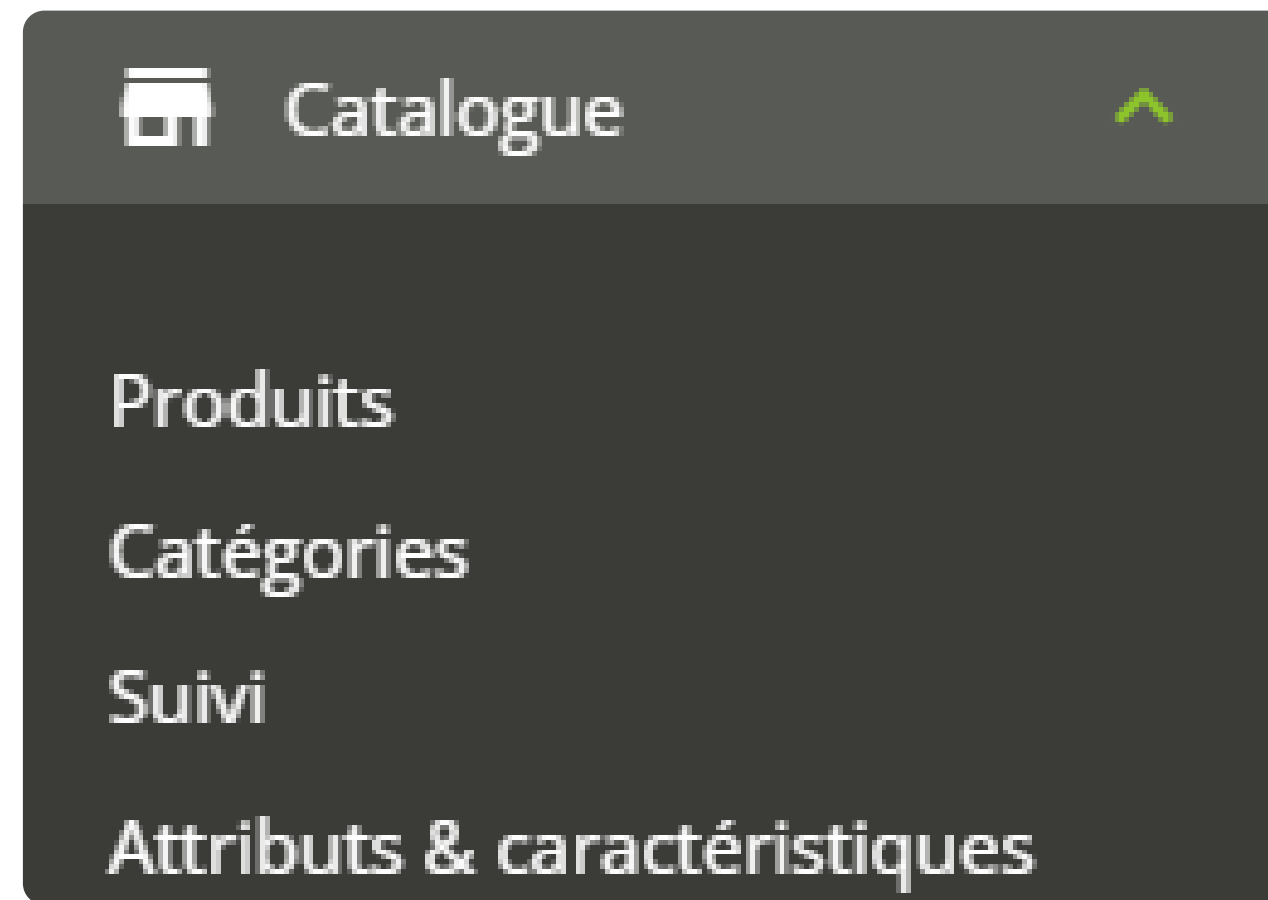 Catalogue
Produits
Catégories
Suivi
Attributs & caractéristiques